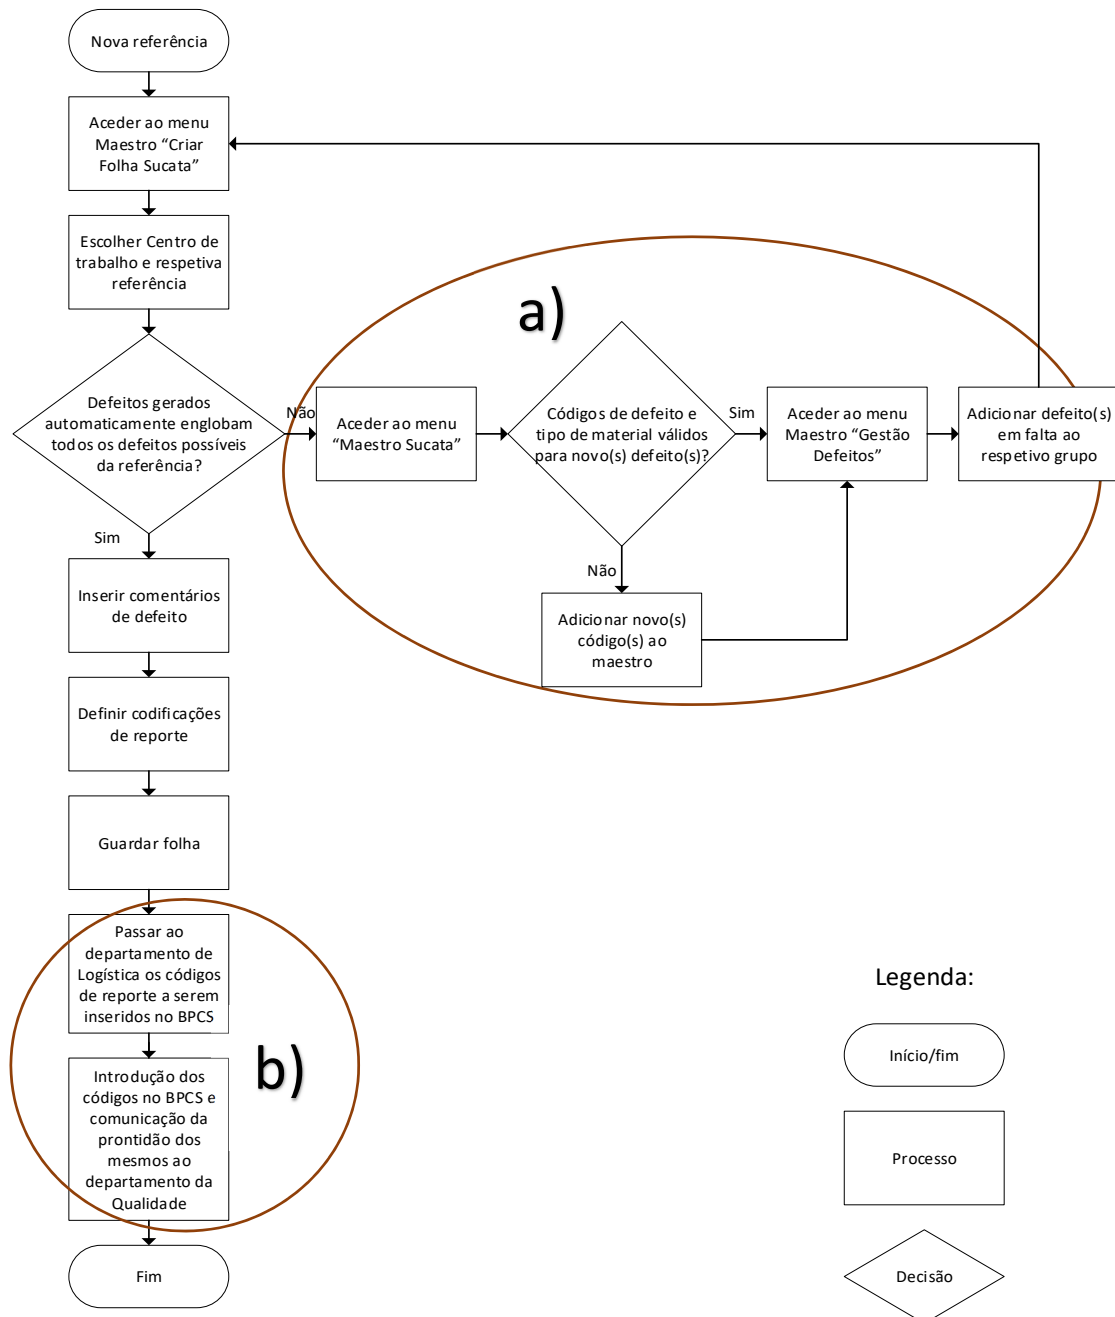 Nova referência
Aceder ao menu
Maestro “Criar
Folha Sucata”
Escolher Centro de
trabalho e respetiva
referência
Defeitos gerados
automaticamente englobam
todos os defeitos possíveis
da referência?
Não
Sim
a)
Aceder ao menu
“Maestro Sucata”
Códigos de defeito e
tipo de material válidos
para novo(s) defeito(s)?
Sim
Não
Aceder ao menu
Maestro “Gestão
Defeitos”
Adicionar defeito(s)
em falta ao
respetivo grupo
Adicionar novo(s)
código(s) ao
maestro
Inserir comentários
de defeito
Definir codificações
de reporte
Guardar folha
Passar ao
departamento de
Logística os códigos
de reporte a serem
inseridos no BPCS
b)
Introdução dos
códigos no BPCS e
comunicação da
prontidão dos
mesmos ao
departamento da
Qualidade
Fim
Legenda:
Início/fim
Processo
Decisão